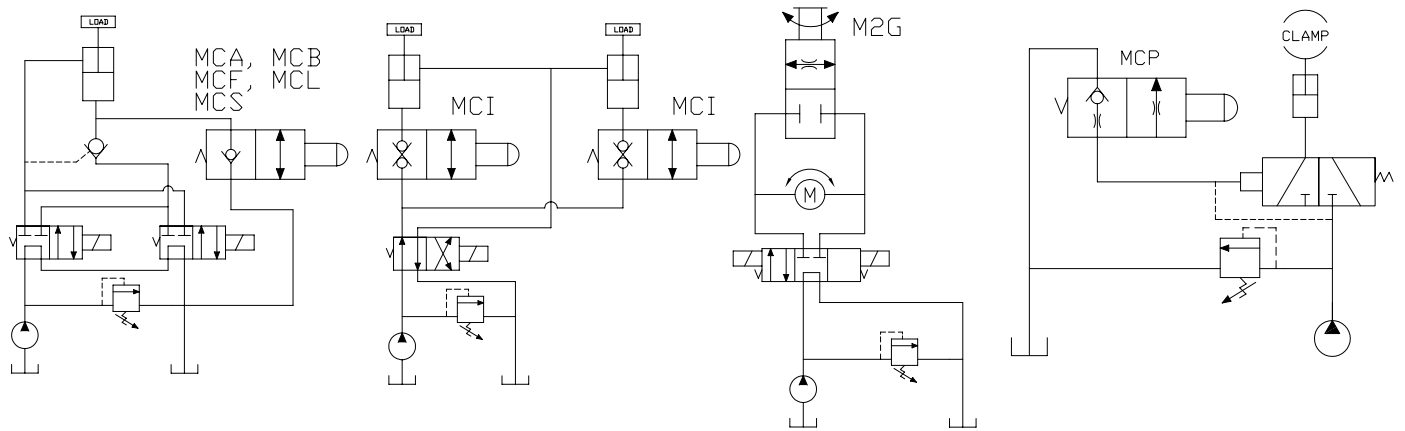 LOAD
MCA, MCB
MCF, MCL
MCS
LOAD
MCI
LOAD
MCI
M2G
M
MCP
CLAMP